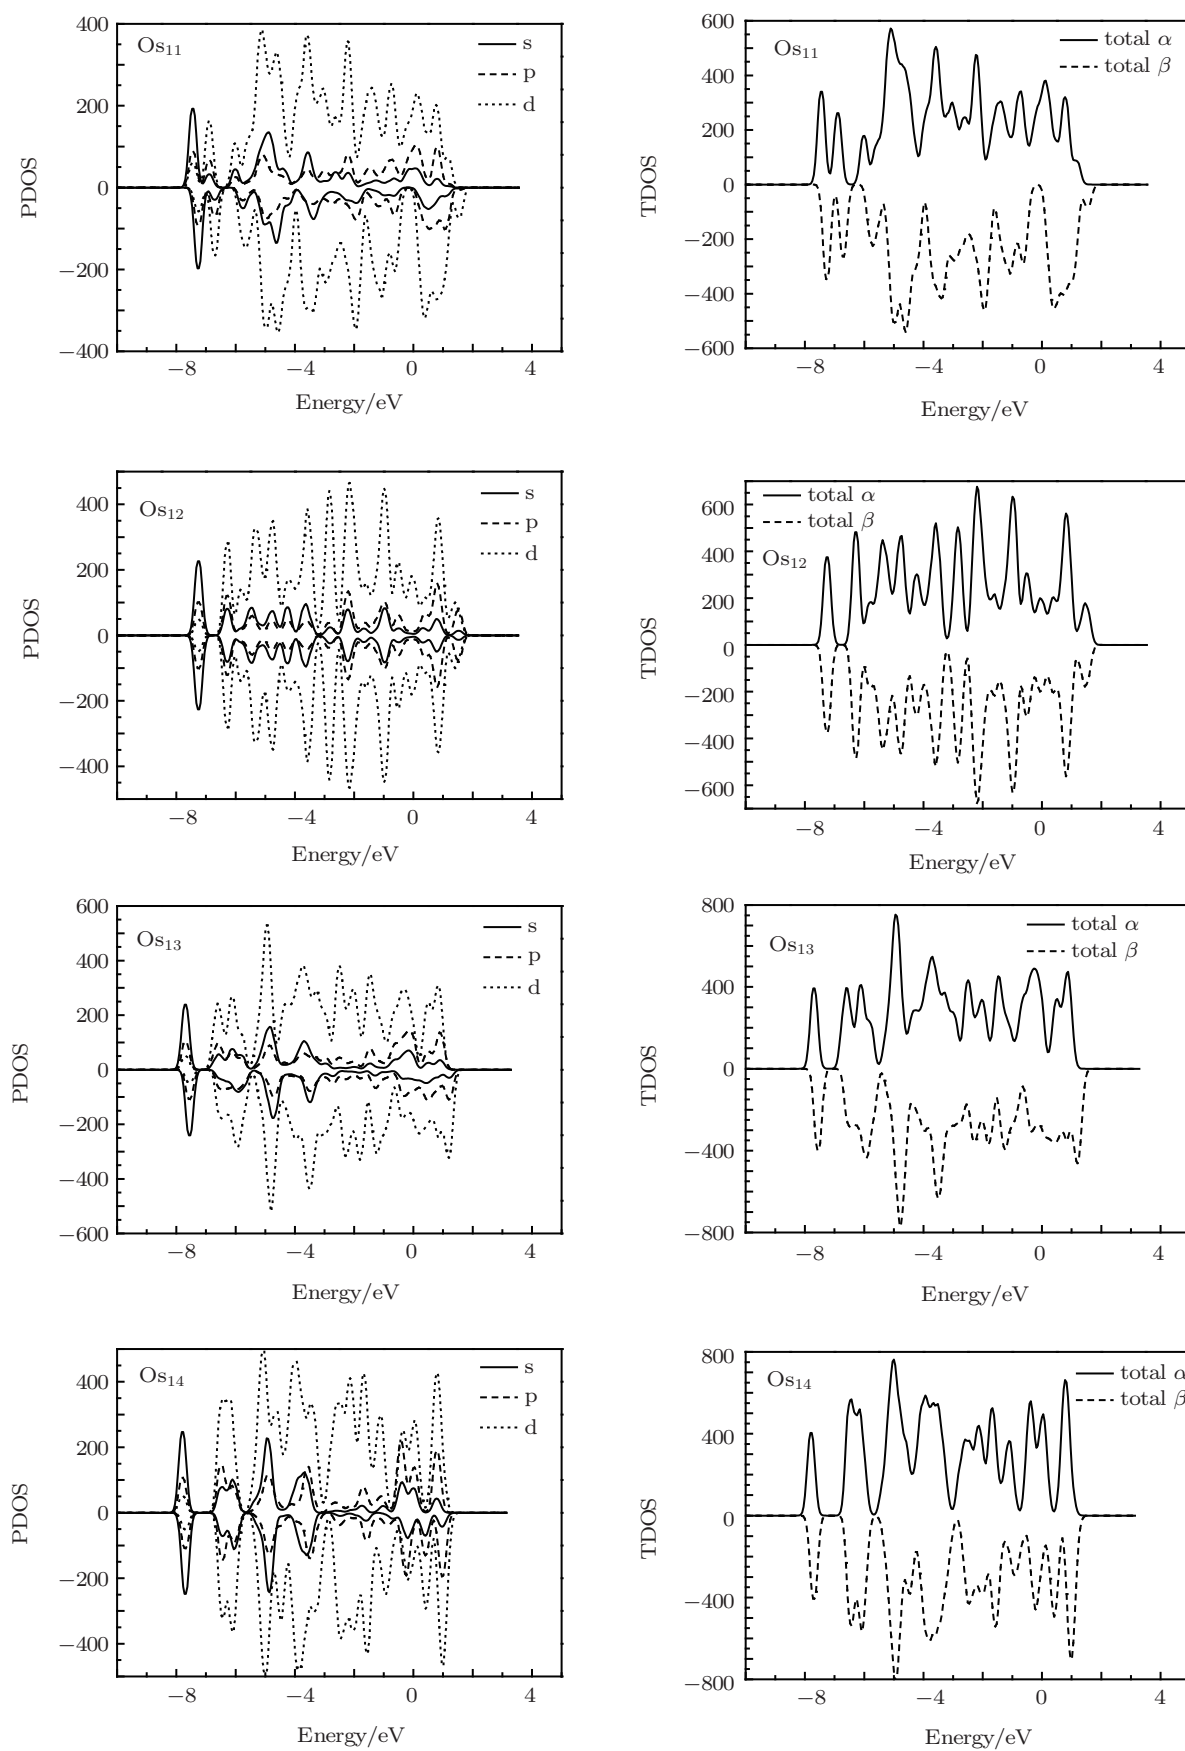 400
Os₁₁
s
p
d
200
0
−200
−400
PDOS
−8
−4
0
4
Energy/eV
600
Os₁₁
total α
total β
400
200
0
−200
−400
−600
TDOS
−8
−4
0
4
Energy/eV
400
Os₁₂
s
p
d
200
0
−200
−400
PDOS
−8
−4
0
4
Energy/eV
600
total α
total β
Os₁₂
400
200
0
−200
−400
−600
TDOS
−8
−4
0
4
Energy/eV
600
Os₁₃
s
p
d
400
200
0
−200
−400
−600
PDOS
−8
−4
0
4
Energy/eV
800
Os₁₃
total α
total β
400
0
−400
−800
TDOS
−8
−4
0
4
Energy/eV
400
Os₁₄
s
p
d
200
0
−200
−400
PDOS
−8
−4
0
4
Energy/eV
800
Os₁₄
total α
total β
400
0
−400
−800
TDOS
−8
−4
0
4
Energy/eV